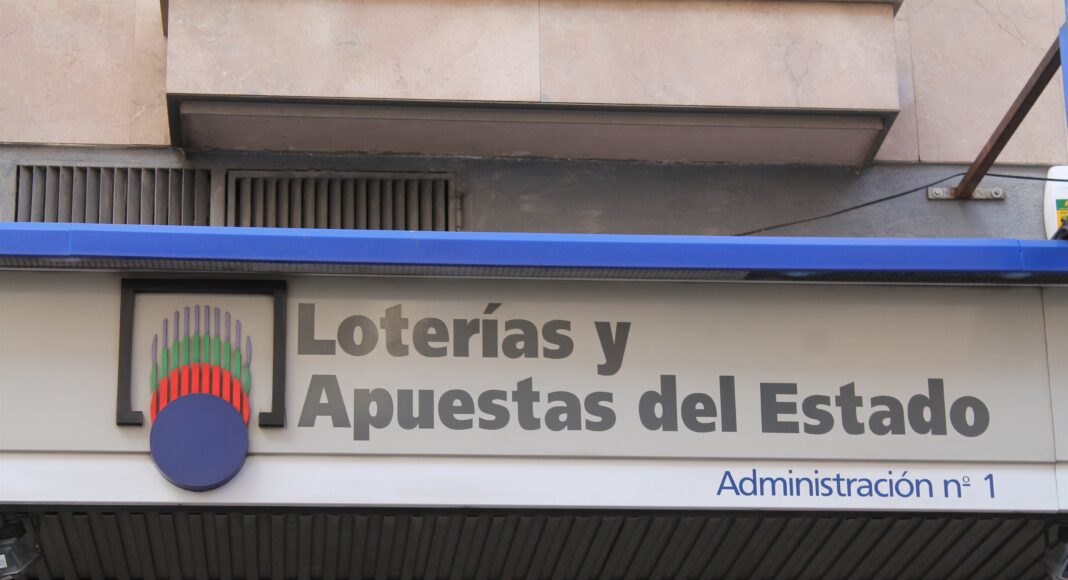 Loterías y
Apuestas del Estado
Administración nº 1